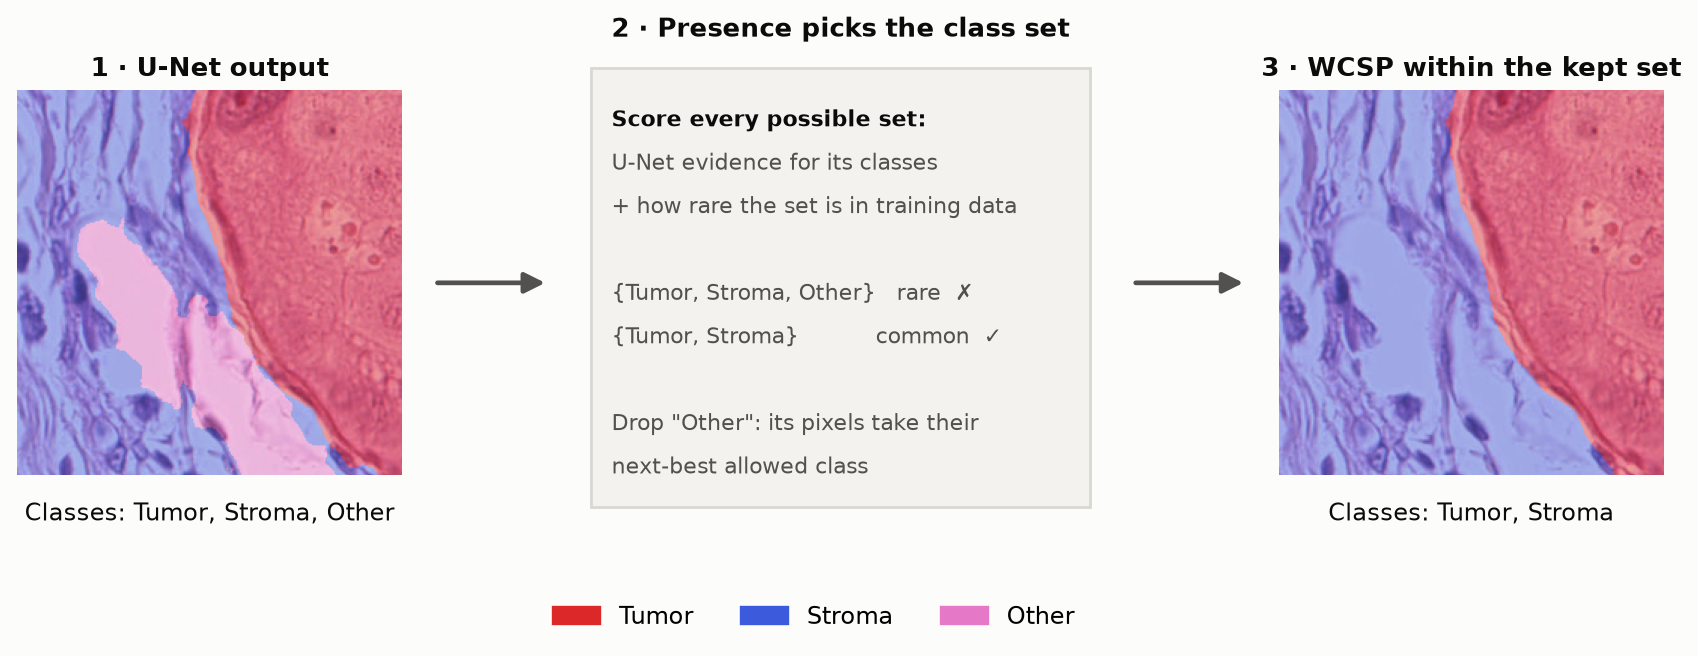 2 · Presence picks the class set
1 · U-Net output
3 · WCSP within the kept set
Score every possible set:
U-Net evidence for its classes
+ how rare the set is in training data
{Tumor, Stroma, Other} rare ✗
{Tumor, Stroma} common ✓
Drop "Other": its pixels take their
next-best allowed class
Classes: Tumor, Stroma, Other
Classes: Tumor, Stroma
Tumor Stroma Other